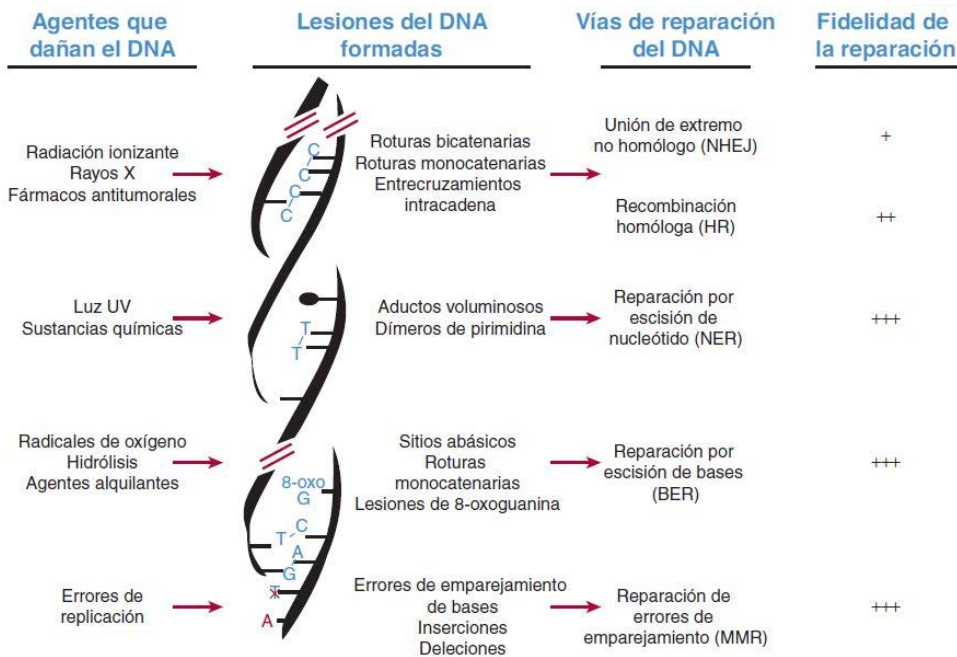 Agentes que
dañan el DNA
Lesiones del DNA
formadas
Vías de reparación
del DNA
Fidelidad de
la reparación
Radiación ionizante
Rayos X
Fármacos antitumorales
C
C
C
C
Roturas bicatenarias
Roturas monocatenarias
Entrecruzamientos
intracadena
Unión de extremo
no homólogo (NHEJ)
+
Recombinación
homóloga (HR)
++
Luz UV
Sustancias químicas
T
T
Aductos voluminosos
Dímeros de pirimidina
Reparación por
escisión de
nucleótido (NER)
+++
Radicales de oxígeno
Hidrólisis
Agentes alquilantes
8-oxo
G
Sitios abásicos
Roturas
monocatenarias
Lesiones de 8-oxoguanina
Reparación por
escisión de bases
(BER)
+++
Errores de
replicación
C
T
A
G
T
A
Errores de emparejamiento
de bases
Inserciones
Deleciones
Reparación de
errores de
emparejamiento (MMR)
+++